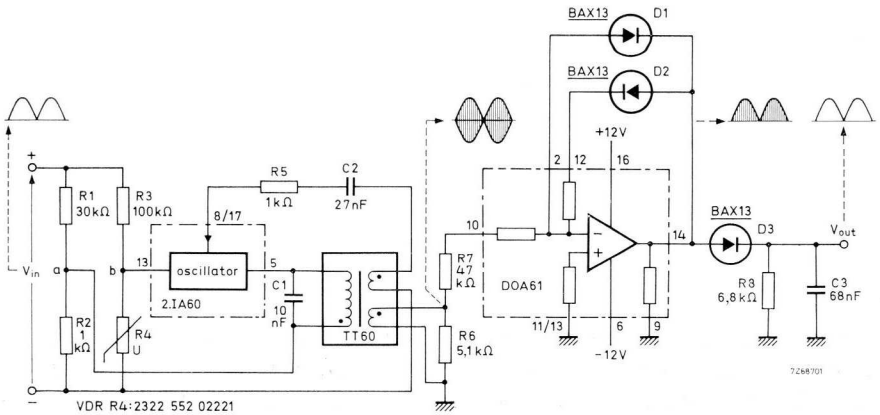 BAX13 D1
BAX13 D2
+12V
R5
1kΩ
C2
27nF
2 12 16
+
R1
30kΩ
R3
100kΩ
8/17
10
14
BAX13
D3
Vout
Vin
a
b
13
oscillator
5
2.IA60
C1
10
nF
R7
47
kΩ
−
+
DOA61
R2
1
kΩ
R4
U
TT60
R6
5,1kΩ
11/13
6
9
R8
6,8kΩ
C3
68nF
−12V
−
7Z68701
VDR R4:2322 552 02221